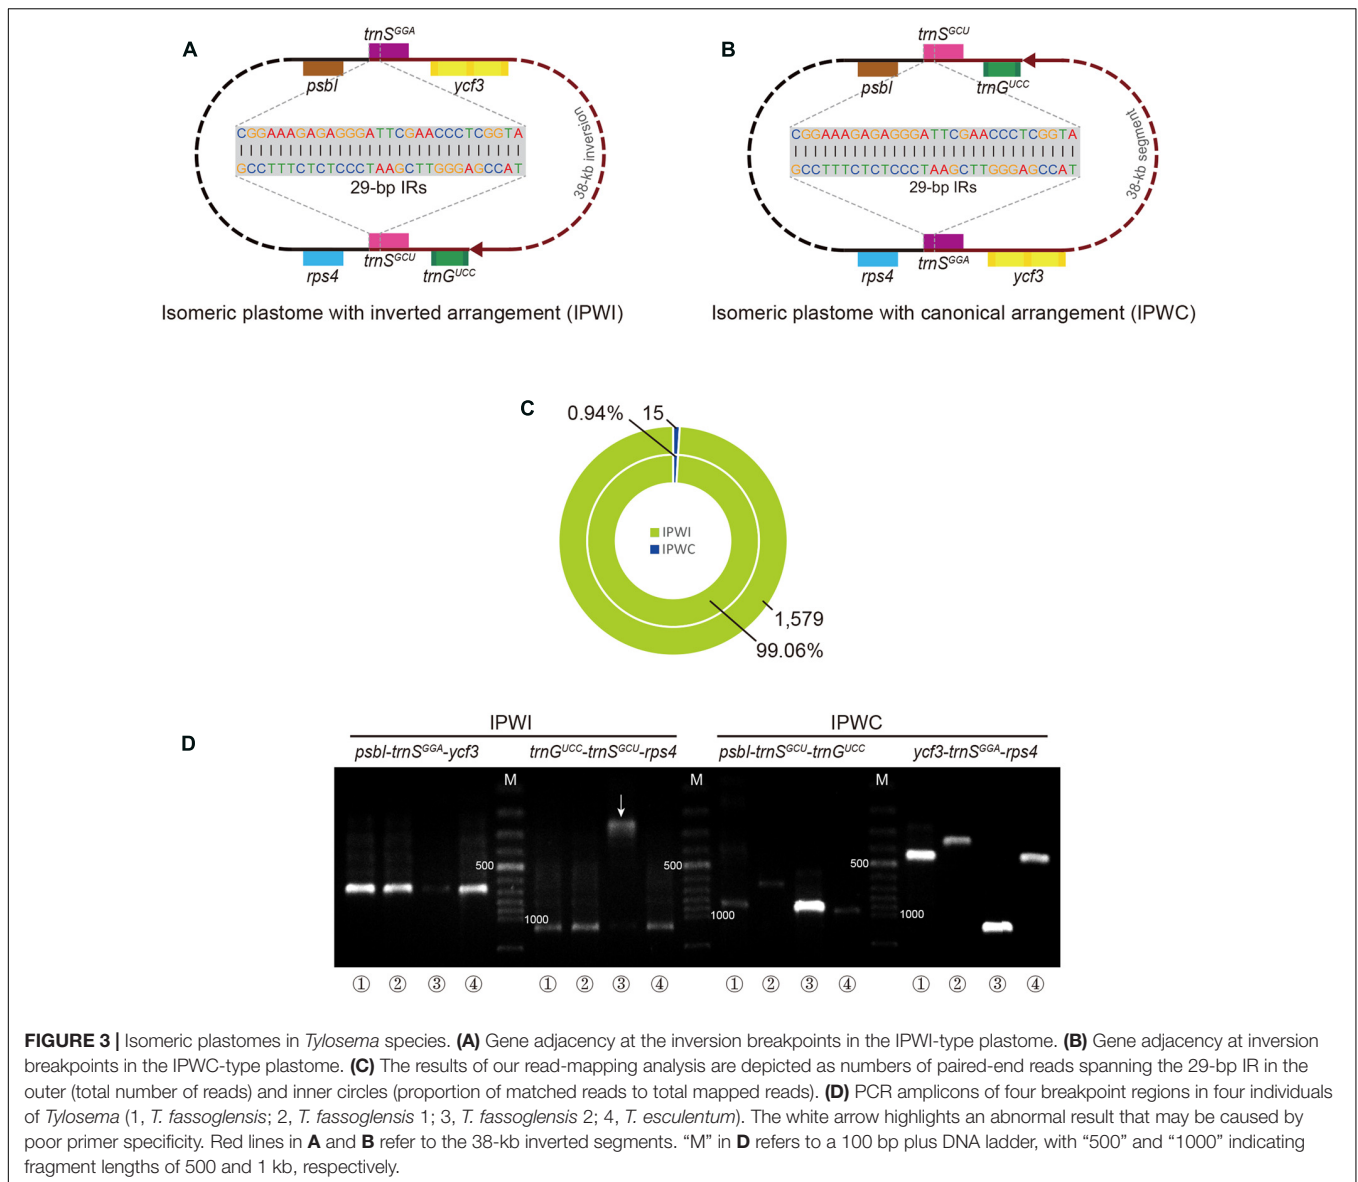 A
trnS^GGA
psbI
ycf3
CGGAAAGAGAGGGATTCGAACCCTCGGTA
GCCTTTCTCTCCCTAAGCTTGGGAGCCAT
29-bp IRs
38-kb inversion
rps4
trnS^GCU
trnG^UCC
Isomeric plastome with inverted arrangement (IPWI)
B
trnS^GCU
psbI
trnG^UCC
CGGAAAGAGAGGGATTCGAACCCTCGGTA
GCCTTTCTCTCCCTAAGCTTGGGAGCCAT
29-bp IRs
38-kb segment
rps4
trnS^GGA
ycf3
Isomeric plastome with canonical arrangement (IPWC)
C
0.94% 15
IPWI
IPWC
1,579
99.06%
D
IPWI IPWC
psbI-trnS^GGA-ycf3 trnG^UCC-trnS^GCU-rps4 psbI-trnS^GCU-trnG^UCC ycf3-trnS^GGA-rps4
M M M
500 500 500
1000 1000 1000
① ② ③ ④ ① ② ③ ④ ① ② ③ ④ ① ② ③ ④
FIGURE 3 | Isomeric plastomes in Tylosema species. (A) Gene adjacency at the inversion breakpoints in the IPWI-type plastome. (B) Gene adjacency at inversion
breakpoints in the IPWC-type plastome. (C) The results of our read-mapping analysis are depicted as numbers of paired-end reads spanning the 29-bp IR in the
outer (total number of reads) and inner circles (proportion of matched reads to total mapped reads). (D) PCR amplicons of four breakpoint regions in four individuals
of Tylosema (1, T. fassoglensis; 2, T. fassoglensis 1; 3, T. fassoglensis 2; 4, T. esculentum). The white arrow highlights an abnormal result that may be caused by
poor primer specificity. Red lines in A and B refer to the 38-kb inverted segments. “M” in D refers to a 100 bp plus DNA ladder, with “500” and “1000” indicating
fragment lengths of 500 and 1 kb, respectively.